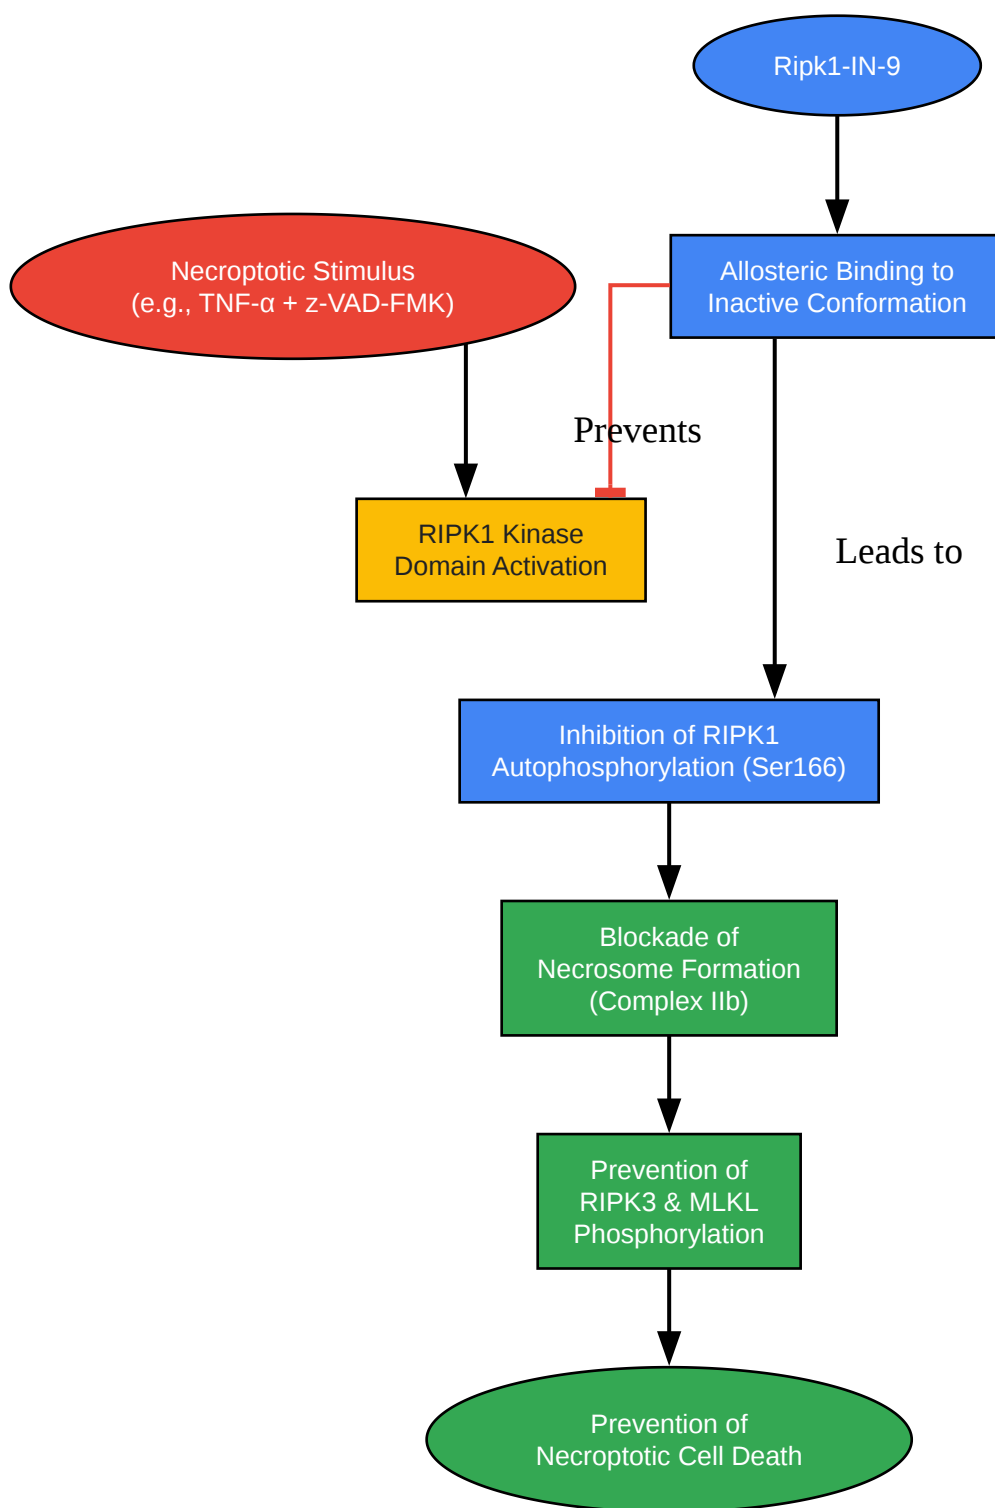 Ripk1-IN-9
Necroptotic Stimulus
(e.g., TNF-α + z-VAD-FMK)
Allosteric Binding to
Inactive Conformation
Prevents
RIPK1 Kinase
Domain Activation
Leads to
Inhibition of RIPK1
Autophosphorylation (Ser166)
Blockade of
Necrosome Formation
(Complex IIb)
Prevention of
RIPK3 & MLKL
Phosphorylation
Prevention of
Necroptotic Cell Death